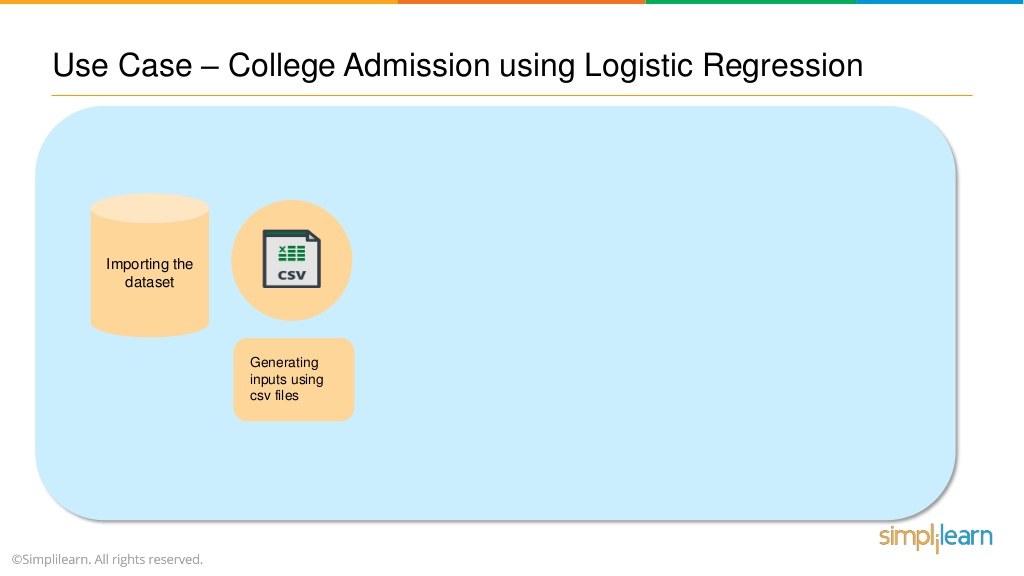 Use Case – College Admission using Logistic Regression
Importing the
dataset
X
CSV
Generating
inputs using
csv files
simplilearn
©Simplilearn. All rights reserved.